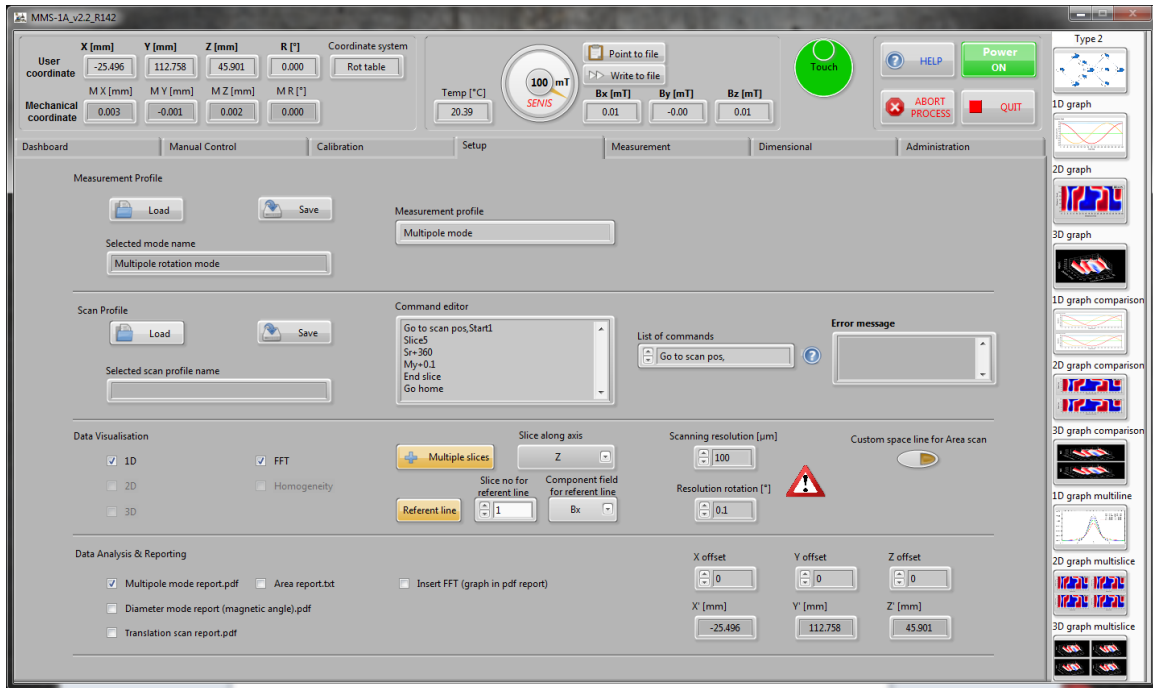 MMS-1A_v2.2_R142
X [mm] Y [mm] Z [mm] R [°] Coordinate system
User coordinate -25.496 112.758 45.901 0.000 Rot table
M X [mm] M Y [mm] M Z [mm] M R [°]
Mechanical coordinate 0.003 -0.001 0.002 0.000
Temp [°C]
20.39
100 mT
SENIS
Point to file
Write to file
Bx [mT] By [mT] Bz [mT]
0.01 -0.00 0.01
Touch
HELP
Power ON
ABORT PROCESS
QUIT
Dashboard Manual Control Calibration Setup Measurement Dimensional Administration
Measurement Profile
Load Save
Measurement profile
Multipole mode
Selected mode name
Multipole rotation mode
Scan Profile
Load Save
Selected scan profile name
Command editor
Go to scan pos,Start1
Slice5
Sr+360
My+0.1
End slice
Go home
List of commands
Go to scan pos,
Error message
Data Visualisation
1D FFT
2D Homogeneity
3D
Multiple slices
Slice along axis
Z
Referent line
Slice no for referent line
1
Component field for referent line
Bx
Scanning resolution [µm]
100
Resolution rotation [°]
0.1
Custom space line for Area scan
Data Analysis & Reporting
Multipole mode report.pdf Area report.txt Insert FFT (graph in pdf report)
Diameter mode report (magnetic angle).pdf
Translation scan report.pdf
X offset Y offset Z offset
0 0 0
X' [mm] Y' [mm] Z' [mm]
-25.496 112.758 45.901
Type 2
1D graph
2D graph
3D graph
1D graph comparison
2D graph comparison
3D graph comparison
1D graph multiline
2D graph multislice
3D graph multislice